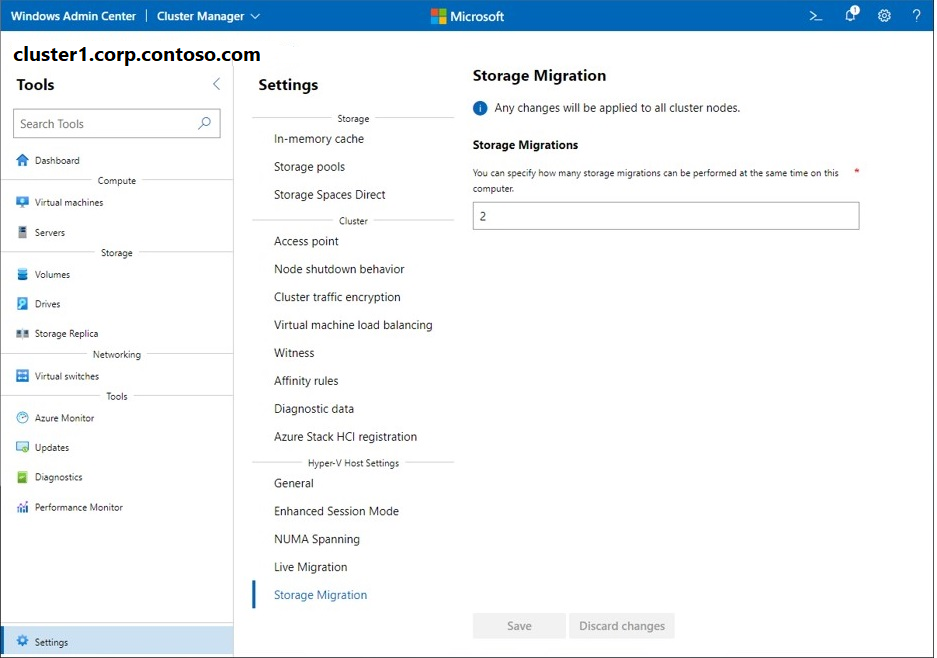 Windows Admin Center | Cluster Manager
Microsoft
1
cluster1.corp.contoso.com
Tools
Search Tools
Dashboard
Compute
Virtual machines
Servers
Storage
Volumes
Drives
Storage Replica
Networking
Virtual switches
Tools
Azure Monitor
Updates
Diagnostics
Performance Monitor
Settings
Settings
Storage
In-memory cache
Storage pools
Storage Spaces Direct
Cluster
Access point
Node shutdown behavior
Cluster traffic encryption
Virtual machine load balancing
Witness
Affinity rules
Diagnostic data
Azure Stack HCI registration
Hyper-V Host Settings
General
Enhanced Session Mode
NUMA Spanning
Live Migration
Storage Migration
Storage Migration
Any changes will be applied to all cluster nodes.
Storage Migrations
You can specify how many storage migrations can be performed at the same time on this *
computer.
2
Save
Discard changes